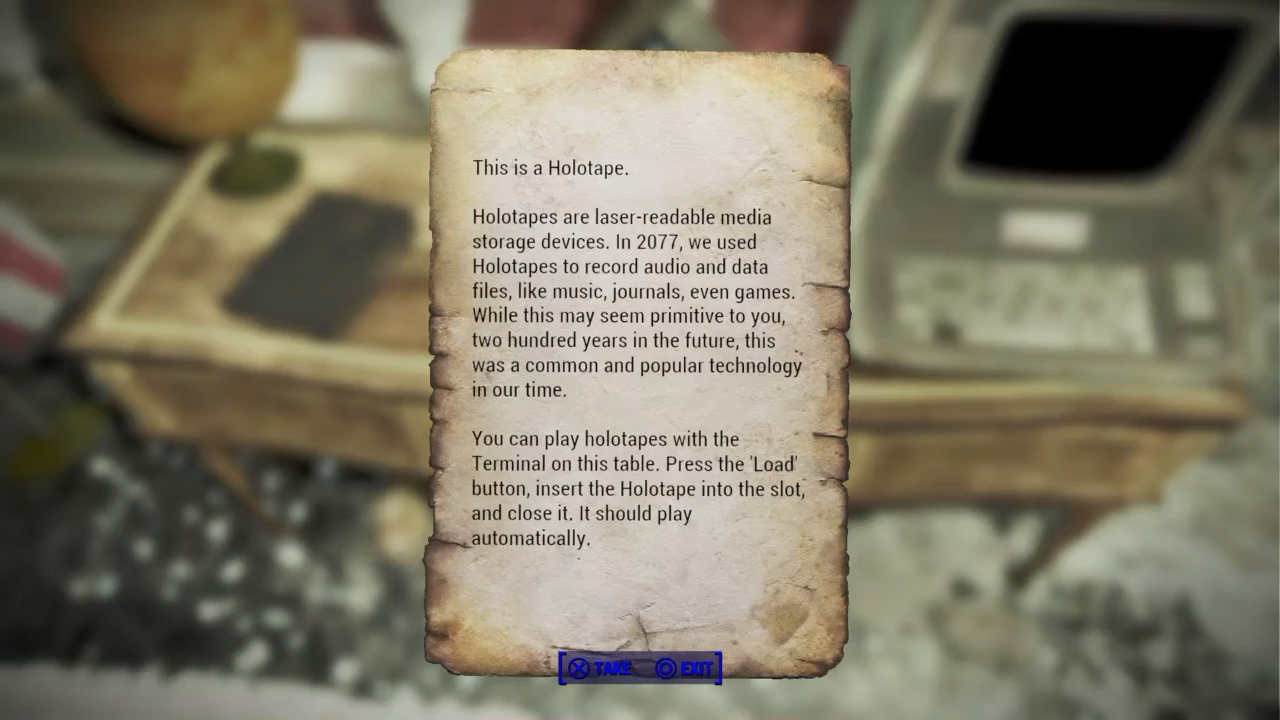 This is a Holotape.
Holotapes are laser-readable media
storage devices. In 2077, we used
Holotapes to record audio and data
files, like music, journals, even games.
While this may seem primitive to you,
two hundred years in the future, this
was a common and popular technology
in our time.
You can play holotapes with the
Terminal on this table. Press the 'Load'
button, insert the Holotape into the slot,
and close it. It should play
automatically.
TAKE EXIT